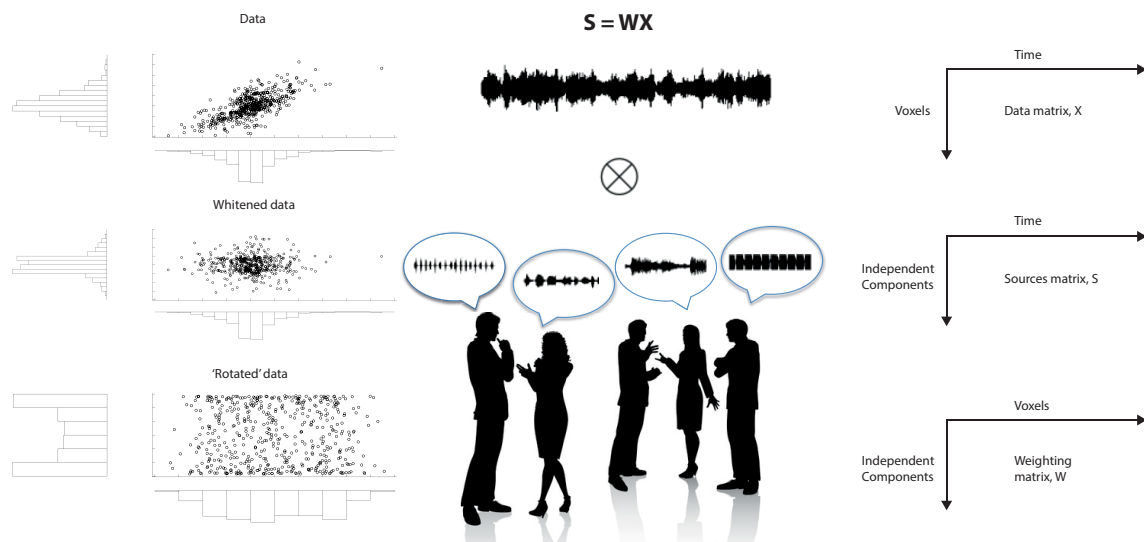 Data
S = WX
Time
Voxels
Data matrix, X
Whitened data
Time
Independent
Components
Sources matrix, S
'Rotated' data
Voxels
Independent
Components
Weighting
matrix, W